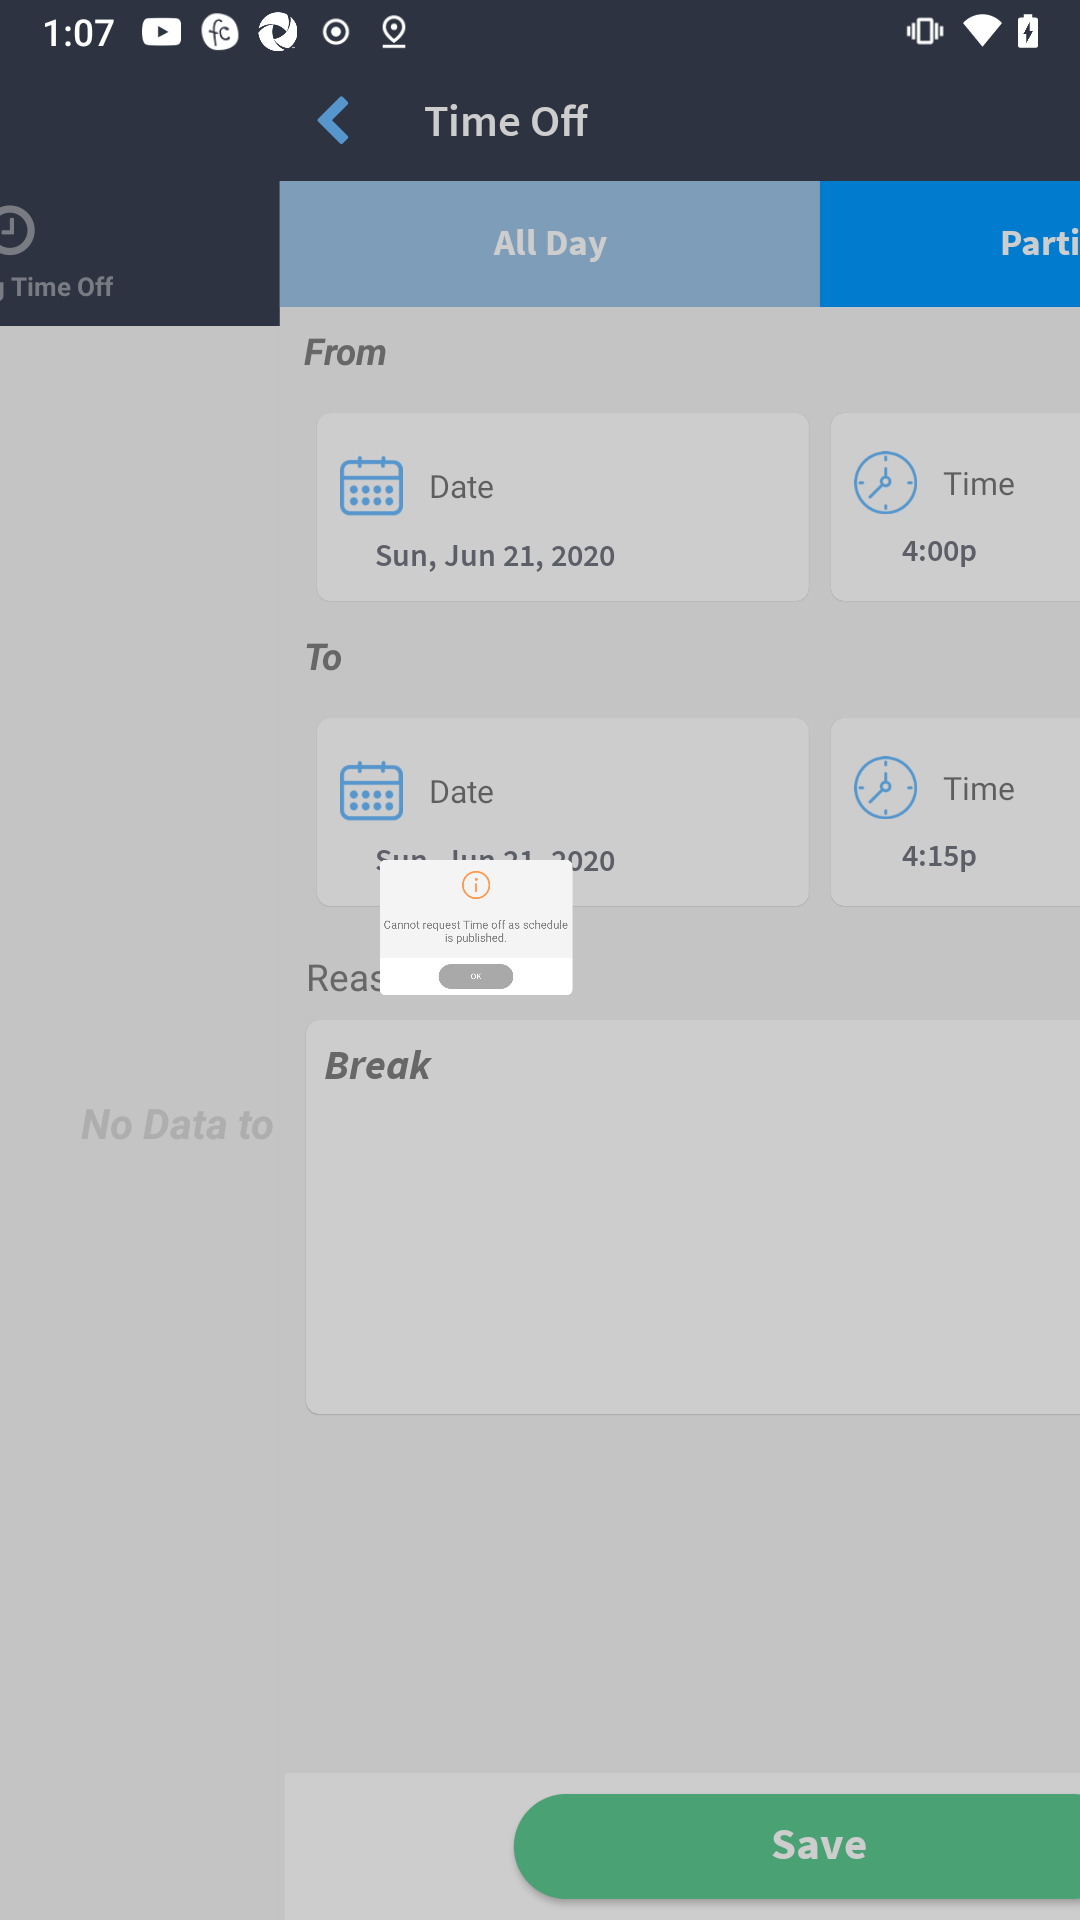 1:07
Time Off
Time Off
All Day
Parti
From
Date
Time
Sun, Jun 21, 2020
4:00p
To
Date
Time
2020
4:15p
Cannot request Time off as schedule
is published.
OK
Reas
Break
No Data to
Save